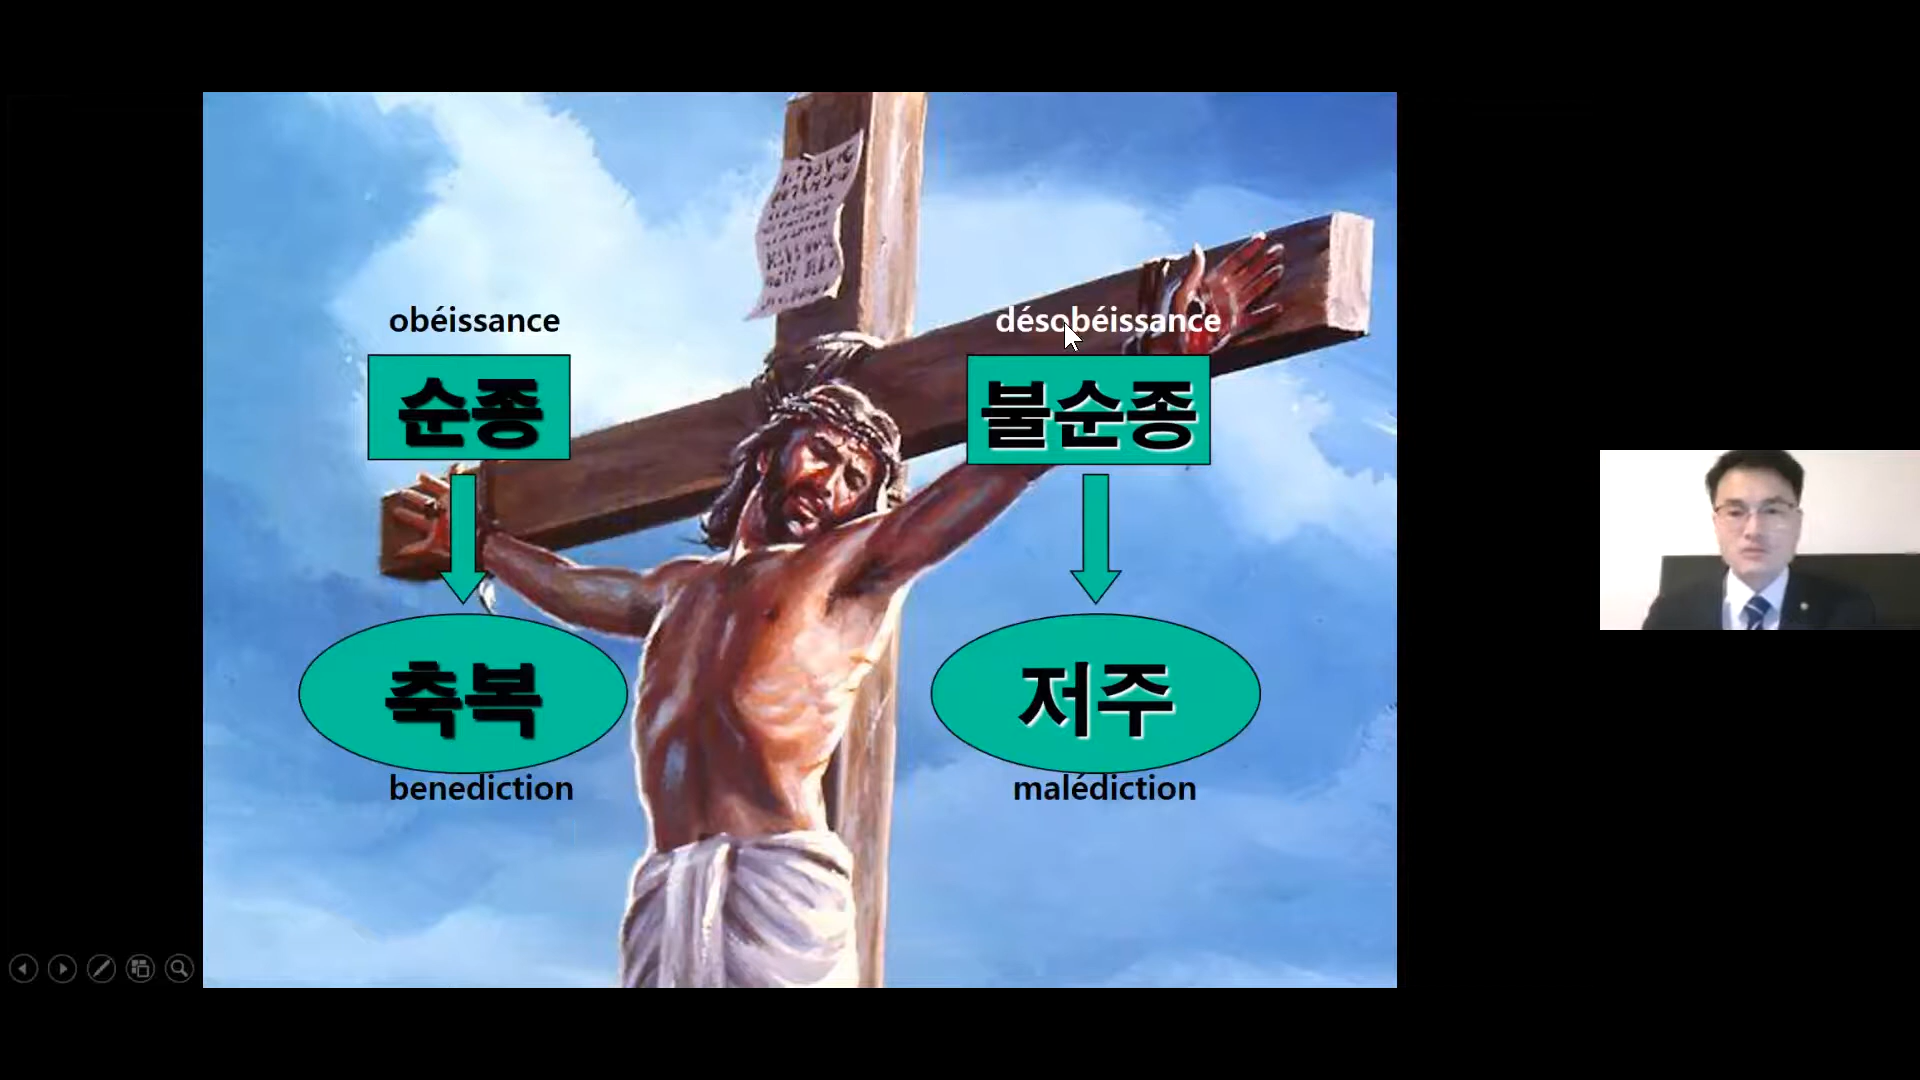 obéissance
désobéissance
순종
불순종
축복
저주
benediction
malédiction